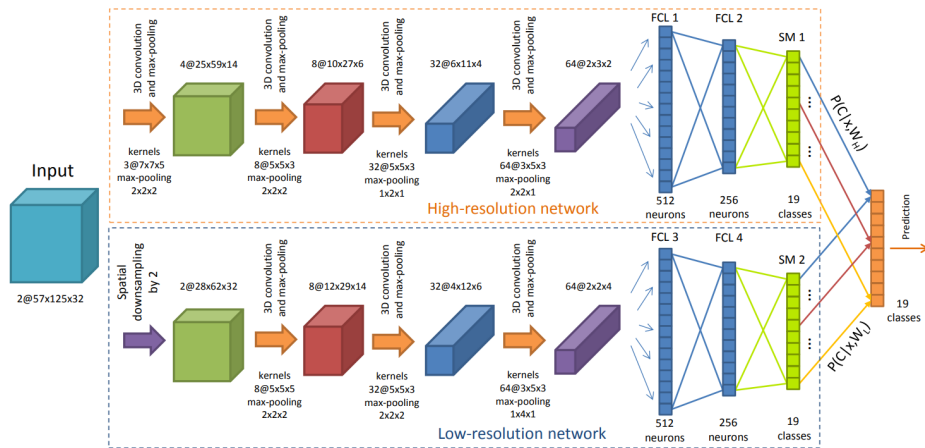 Input
2@57x125x32
3D convolution
and max-pooling
kernels
3@7x7x5
max-pooling
2x2x2
4@25x59x14
3D convolution
and max-pooling
kernels
8@5x5x3
max-pooling
2x2x2
8@10x27x6
3D convolution
and max-pooling
kernels
32@5x5x3
max-pooling
1x2x1
32@6x11x4
3D convolution
and max-pooling
kernels
64@3x5x3
max-pooling
2x2x1
64@2x3x2
FCL 1
512
neurons
FCL 2
256
neurons
SM 1
...
...
19
classes
P(C|x,W_H)
High-resolution network
Spatial
downsampling
by 2
2@28x62x32
3D convolution
and max-pooling
kernels
8@5x5x5
max-pooling
2x2x2
8@12x29x14
3D convolution
and max-pooling
kernels
32@5x5x3
max-pooling
2x2x2
32@4x12x6
3D convolution
and max-pooling
kernels
64@3x5x3
max-pooling
1x4x1
64@2x2x4
FCL 3
512
neurons
FCL 4
256
neurons
SM 2
...
...
19
classes
P(C|x,W_L)
Low-resolution network
19
classes
Prediction